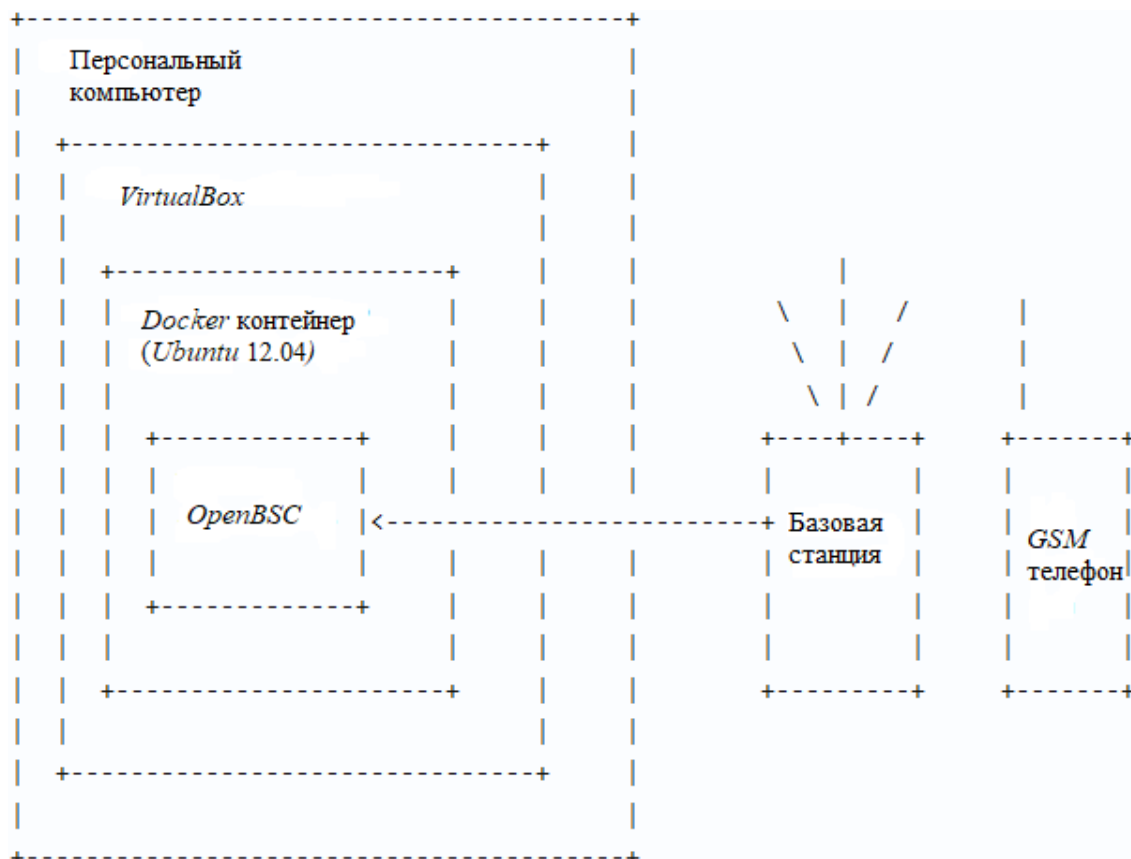 Персональный
компьютер
VirtualBox
Docker контейнер
(Ubuntu 12.04)
OpenBSC
Базовая
станция
GSM
телефон